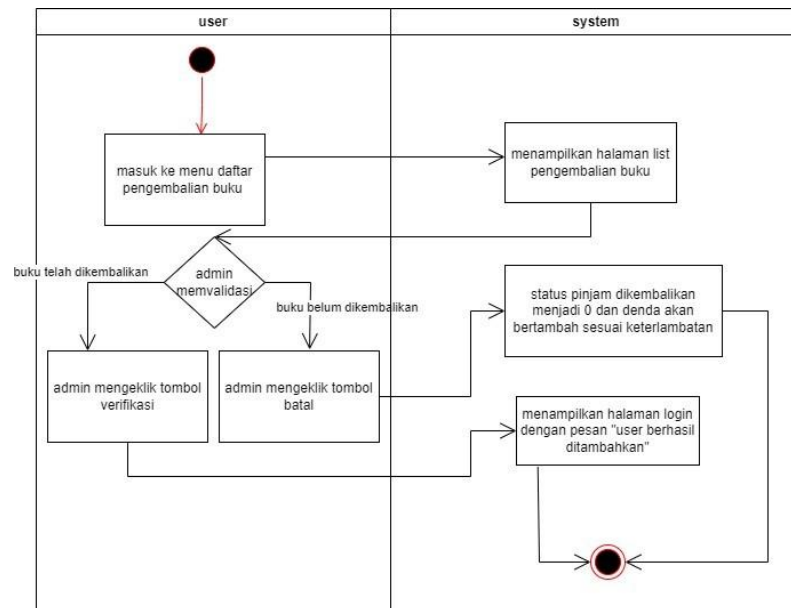 user
system
masuk ke menu daftar
pengembalian buku
menampilkan halaman list
pengembalian buku
buku telah dikembalikan
admin
memvalidasi
buku belum dikembalikan
status pinjam dikembalikan
menjadi 0 dan denda akan
bertambah sesuai keterlambatan
admin mengeklik tombol
verifikasi
admin mengeklik tombol
batal
menampilkan halaman login
dengan pesan "user berhasil
ditambahkan"